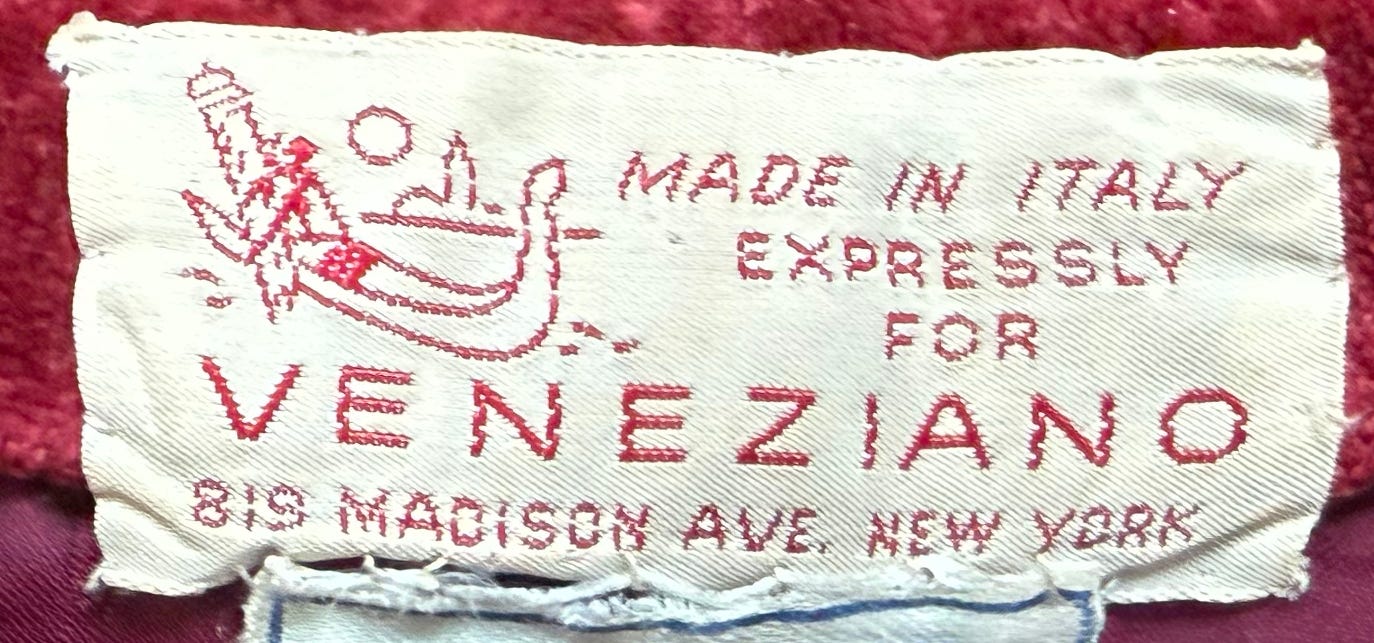 MADE IN ITALY
EXPRESSLY
FOR
VENEZIANO
819 MADISON AVE. NEW YORK